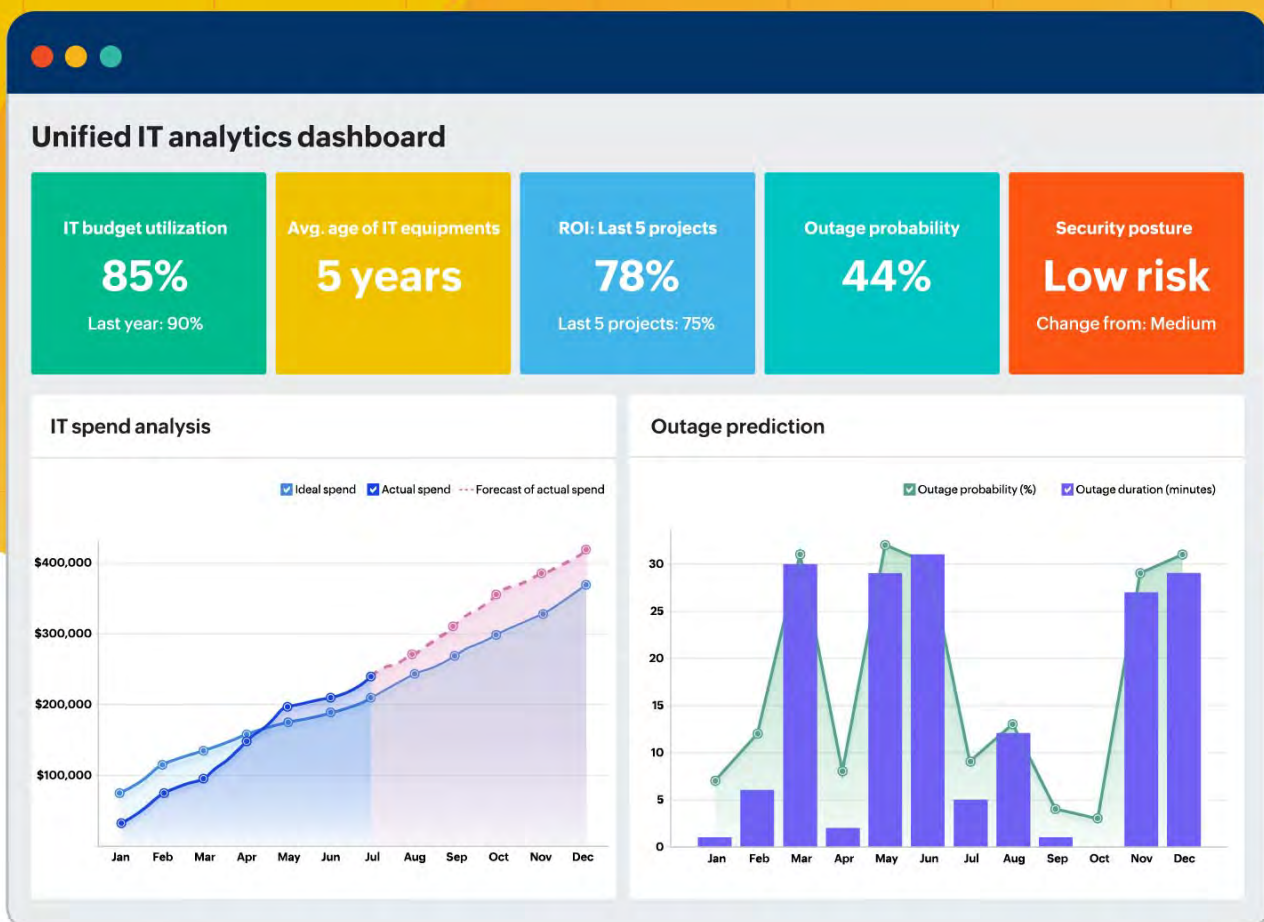 Unified IT analytics dashboard
IT budget utilization
85%
Last year: 90%
Avg. age of IT equipments
5 years
ROI: Last 5 projects
78%
Last 5 projects: 75%
Outage probability
44%
Security posture
Low risk
Change from: Medium
IT spend analysis
Ideal spend Actual spend Forecast of actual spend
$400,000
$300,000
$200,000
$100,000
Jan Feb Mar Apr May Jun Jul Aug Sep Oct Nov Dec
Outage prediction
Outage probability (%) Outage duration (minutes)
30
25
20
15
10
5
0
Jan Feb Mar Apr May Jun Jul Aug Sep Oct Nov Dec